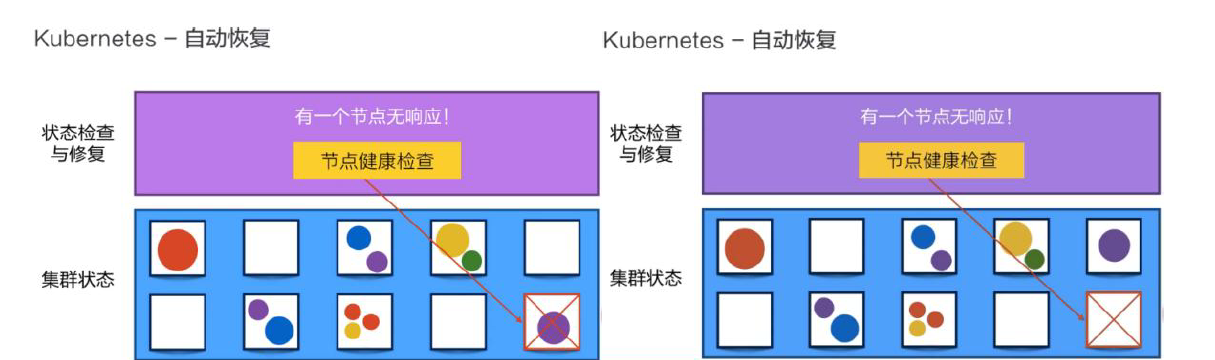 Kubernetes – 自动恢复
状态检查
与修复
有一个节点无响应！
节点健康检查
集群状态
Kubernetes – 自动恢复
状态检查
与修复
有一个节点无响应！
节点健康检查
集群状态